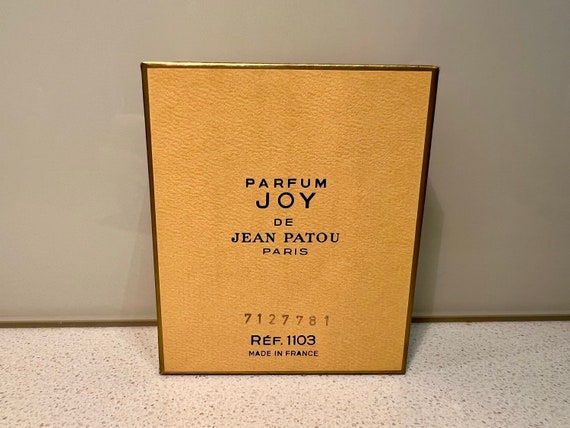 PARFUM
JOY
DE
JEAN PATOU
PARIS
7127781
RÉF. 1103
MADE IN FRANCE